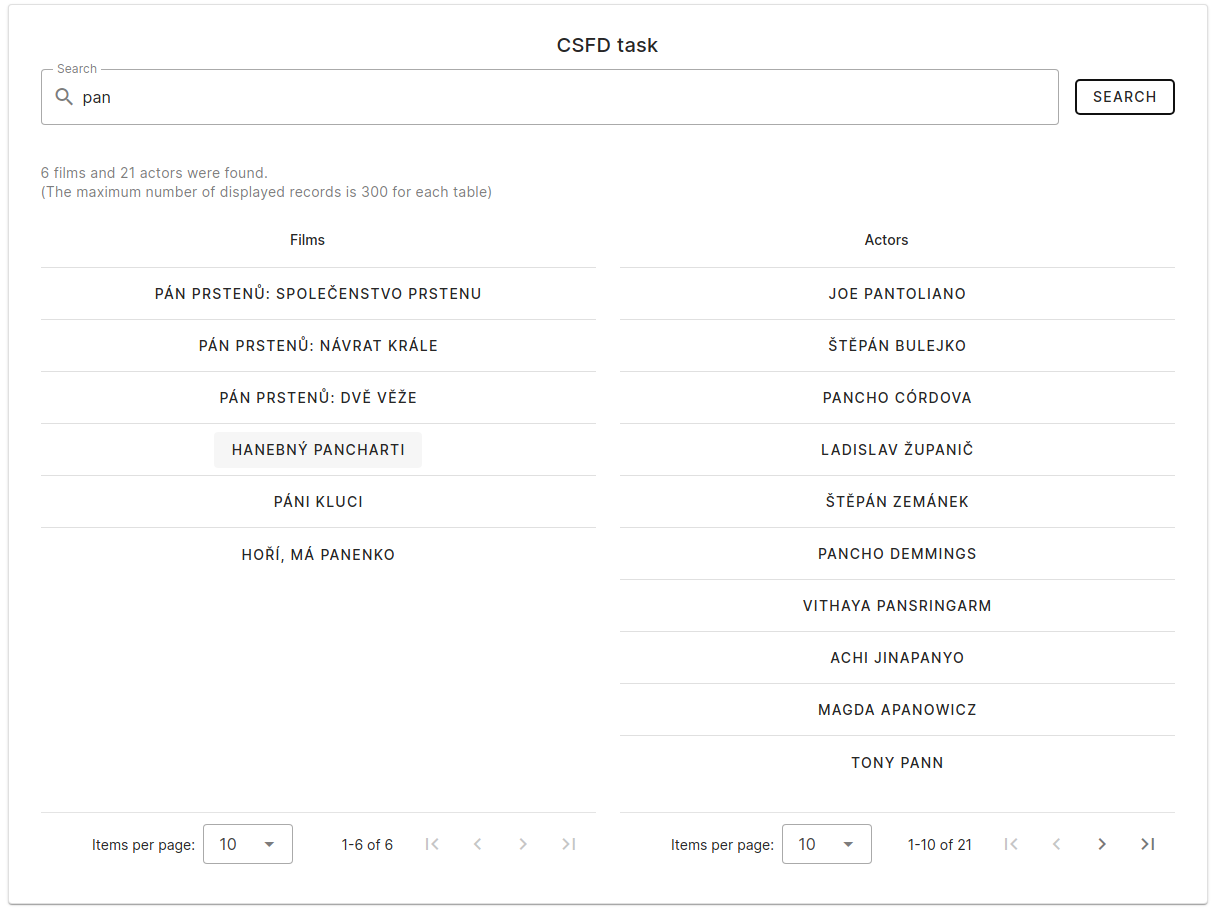 CSFD task
Search
pan
SEARCH
6 films and 21 actors were found.
(The maximum number of displayed records is 300 for each table)
Films
PÁN PRSTENŮ: SPOLEČENSTVO PRSTENU
PÁN PRSTENŮ: NÁVRAT KRÁLE
PÁN PRSTENŮ: DVĚ VĚŽE
HANEBNÝ PANCHARTI
PÁNI KLUCI
HOŘÍ, MÁ PANENKO
Items per page: 10 1-6 of 6
Actors
JOE PANTOLIANO
ŠTĚPÁN BULEJKO
PANCHO CÓRDOVA
LADISLAV ŽUPANIČ
ŠTĚPÁN ZEMÁNEK
PANCHO DEMMINGS
VITHAYA PANSRINGARM
ACHI JINAPANYO
MAGDA APANOWICZ
TONY PANN
Items per page: 10 1-10 of 21